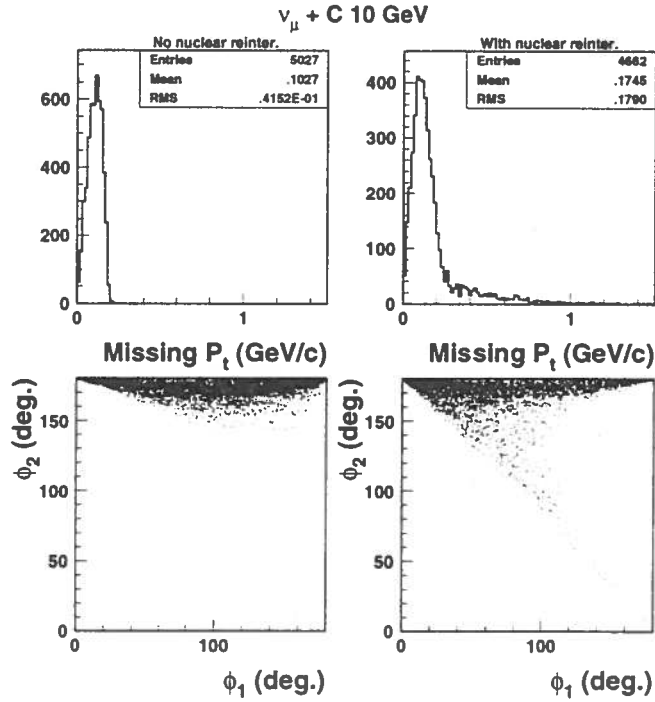 ν_μ + C 10 GeV
No nuclear reinter.
Entries 5027
Mean .1027
RMS .4152E-01
600
400
200
0
0 1
Missing P_t (GeV/c)
With nuclear reinter.
Entries 4662
Mean .1745
RMS .1790
400
300
200
100
0
0 1
Missing P_t (GeV/c)
ϕ_2 (deg.)
150
100
50
0
0 100
ϕ_1 (deg.)
ϕ_2 (deg.)
150
100
50
0
0 100
ϕ_1 (deg.)